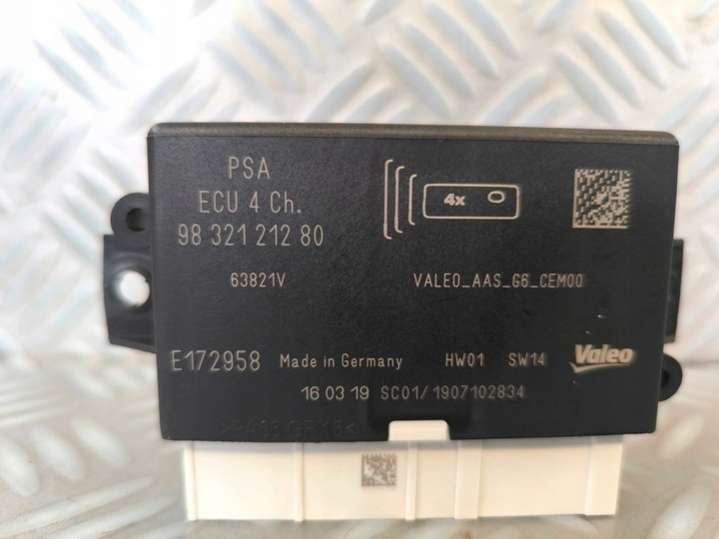 PSA
ECU 4 Ch.
98 321 212 80
4x
63821V
VALEO_AAS_G6_CEM00
E172958 Made in Germany HW01 SW14 Valeo
16 03 19 SC01/1907102834